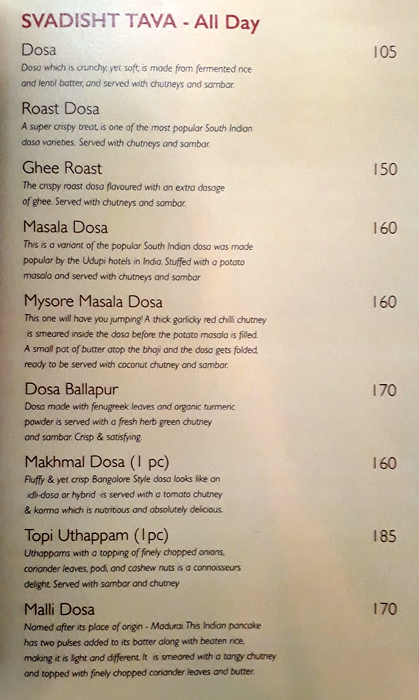 SVADISHT TAVA - All Day
Dosa 105
Dosa which is crunchy, yet soft, is made from fermented rice
and lentil batter, and served with chutneys and sambar.
Roast Dosa
A super crispy treat, is one of the most popular South Indian
dosa varieties. Served with chutneys and sambar.
Ghee Roast 150
The crispy roast dosa flavoured with an extra dosage
of ghee. Served with chutneys and sambar.
Masala Dosa 160
This is a variant of the popular South Indian dosa was made
popular by the Udupi hotels in India. Stuffed with a potato
masala and served with chutneys and sambar
Mysore Masala Dosa 160
This one will have you jumping! A thick garlicky red chilli chutney
is smeared inside the dosa before the potato masala is filled.
A small pat of butter atop the bhaji and the dosa gets folded,
ready to be served with coconut chutney and sambar.
Dosa Ballapur 170
Dosa made with fenugreek leaves and organic turmeric
powder is served with a fresh herb green chutney
and sambar. Crisp & satisfying.
Makhmal Dosa (1 pc) 160
Fluffy & yet crisp Bangalore Style dosa looks like an
idli-dosa or hybrid -is served with a tomato chutney
& korma which is nutritious and absolutely delicious.
Topi Uthappam (1pc) 185
Uthappams with a topping of finely chopped onions,
coriander leaves, podi, and cashew nuts is a connoisseurs
delight. Served with sambar and chutney
Malli Dosa 170
Named after its place of origin - Madurai. This Indian pancake
has two pulses added to its batter along with beaten rice,
making it is light and different. It is smeared with a tangy chutney
and topped with finely chopped coriander leaves and butter.